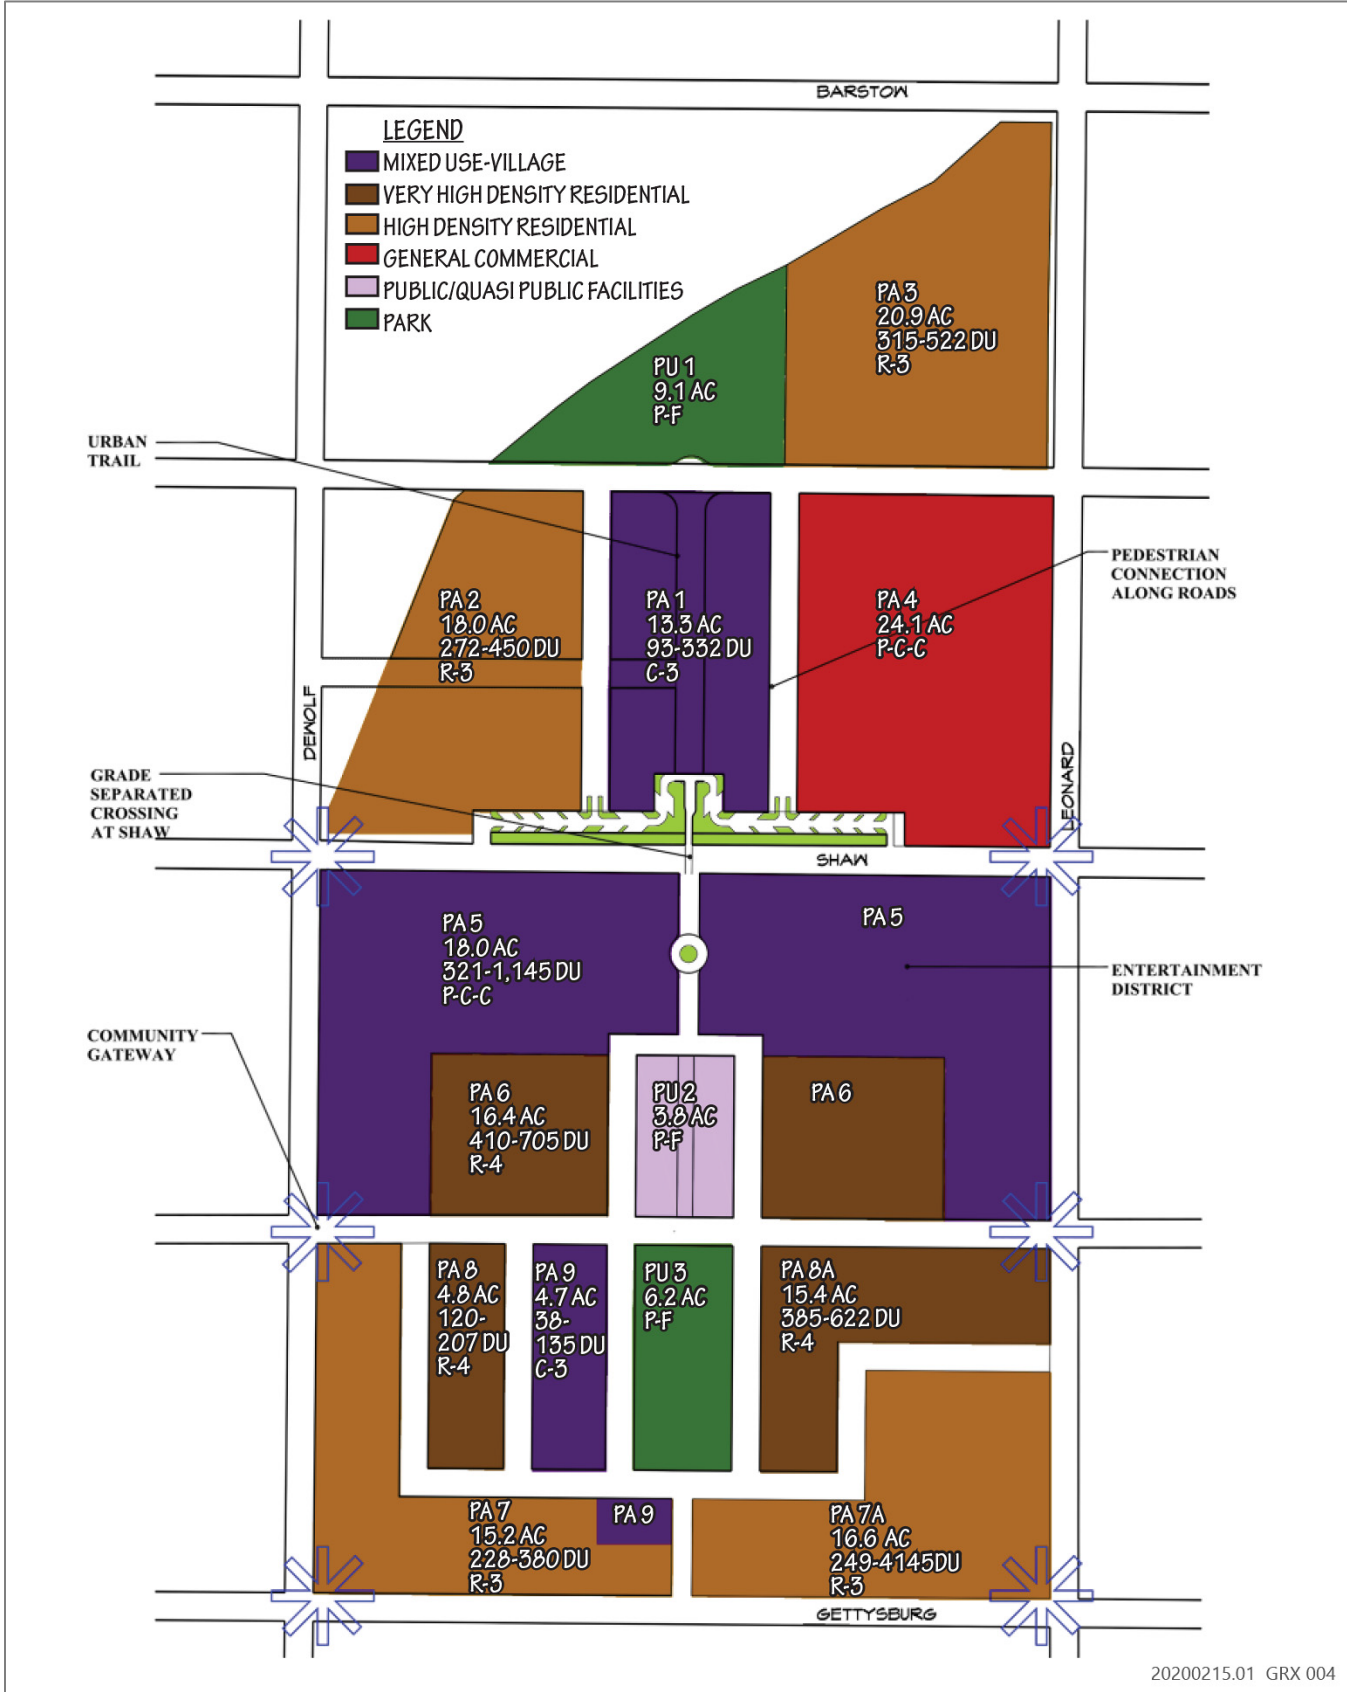 BARSTOW
LEGEND
MIXED USE-VILLAGE
VERY HIGH DENSITY RESIDENTIAL
HIGH DENSITY RESIDENTIAL
GENERAL COMMERCIAL
PUBLIC/QUASI PUBLIC FACILITIES
PARK
PA 3
20.9 AC
315-522 DU
R-3
PU 1
9.1 AC
P-F
URBAN
TRAIL
PEDESTRIAN
CONNECTION
ALONG ROADS
PA 2
18.0 AC
272-450 DU
R-3
PA 1
13.3 AC
93-332 DU
C-3
PA 4
24.1 AC
P-C-C
DEWOLF
LEONARD
GRADE
SEPARATED
CROSSING
AT SHAW
SHAW
PA 5
18.0 AC
321-1,145 DU
P-C-C
PA 5
ENTERTAINMENT
DISTRICT
COMMUNITY
GATEWAY
PA 6
16.4 AC
410-705 DU
R-4
PU 2
3.8 AC
P-F
PA 6
PA 8
4.8 AC
120-
207 DU
R-4
PA 9
4.7 AC
38-
135 DU
C-3
PU 3
6.2 AC
P-F
PA 8A
15.4 AC
385-622 DU
R-4
PA 7
15.2 AC
228-380 DU
R-3
PA 9
PA 7A
16.6 AC
249-4145DU
R-3
GETTYSBURG
20200215.01 GRX 004